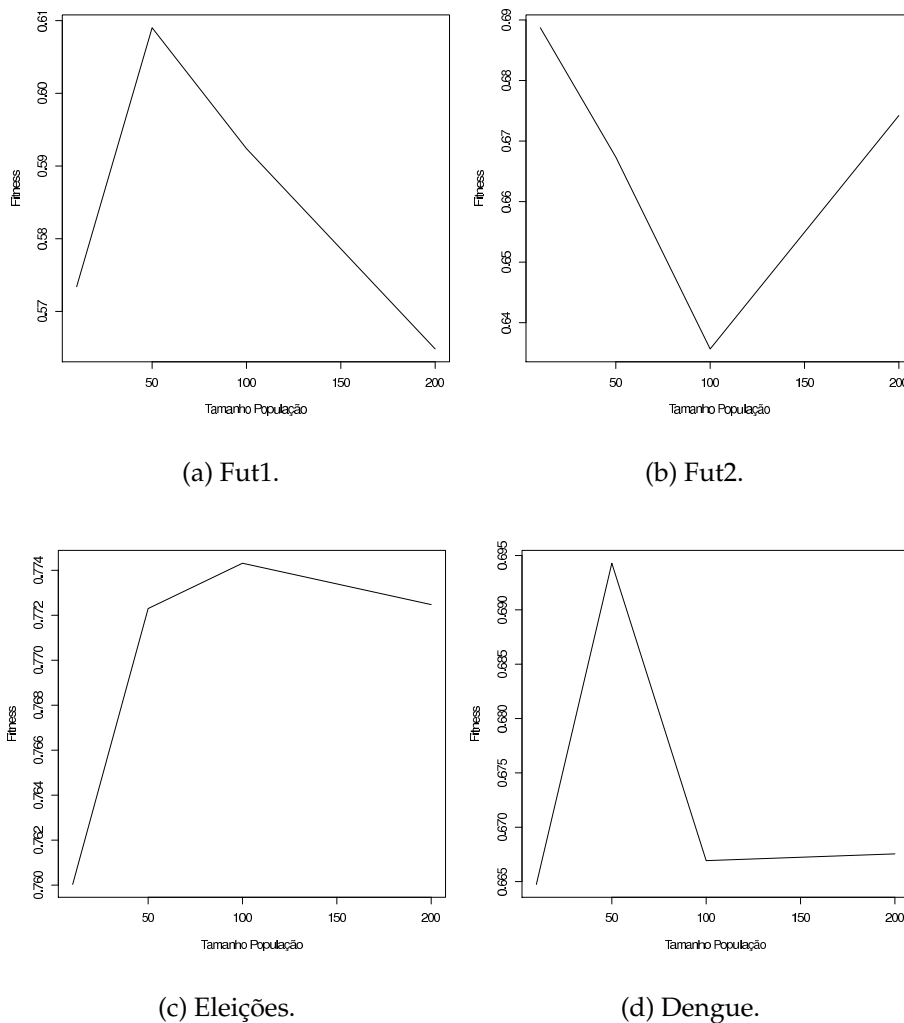 0.57 0.58 0.59 0.60 0.61
Fitness
50 100 150 200
Tamanho População
(a) Fut1.
0.64 0.65 0.66 0.67 0.68 0.69
Fitness
50 100 150 200
Tamanho População
(b) Fut2.
0.760 0.762 0.764 0.766 0.768 0.770 0.772 0.774
Fitness
50 100 150 200
Tamanho População
(c) Eleições.
0.665 0.670 0.675 0.680 0.685 0.690 0.695
Fitness
50 100 150 200
Tamanho População
(d) Dengue.